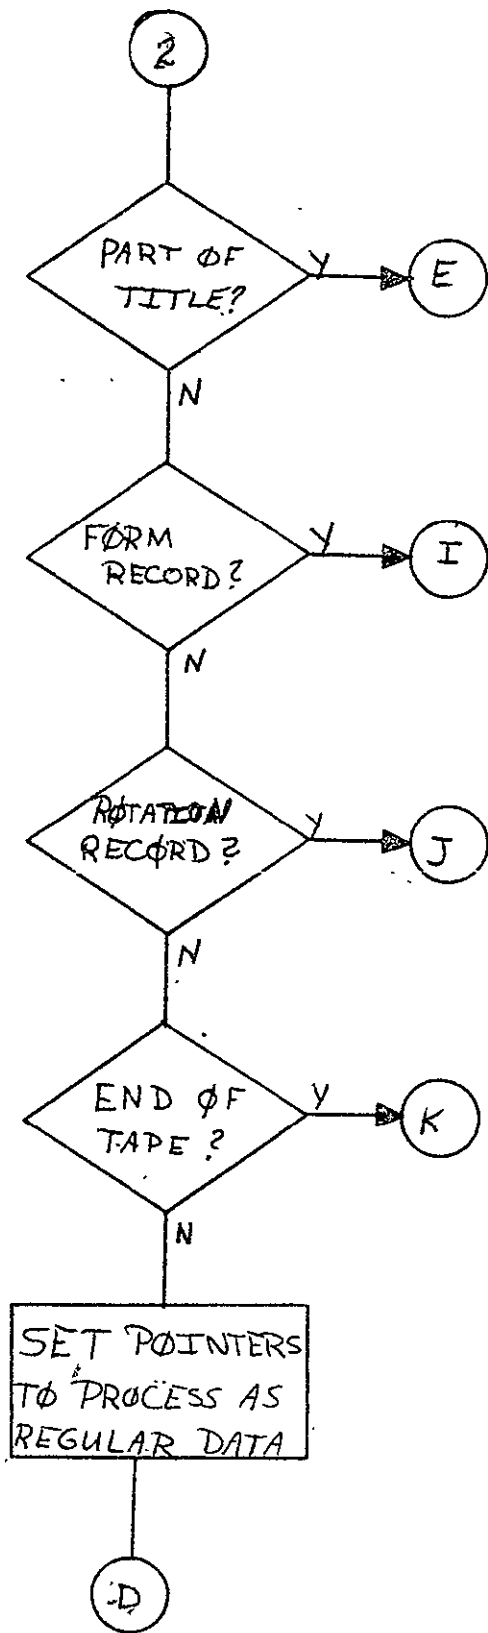 2
PART ØF
TITLE?
Y
E
N
FØRM
RECORD?
Y
I
N
RØTATION
RECØRD?
Y
J
N
END ØF
TAPE?
Y
K
N
SET PØINTERS
TØ PRØCESS AS
REGULAR DATA
D